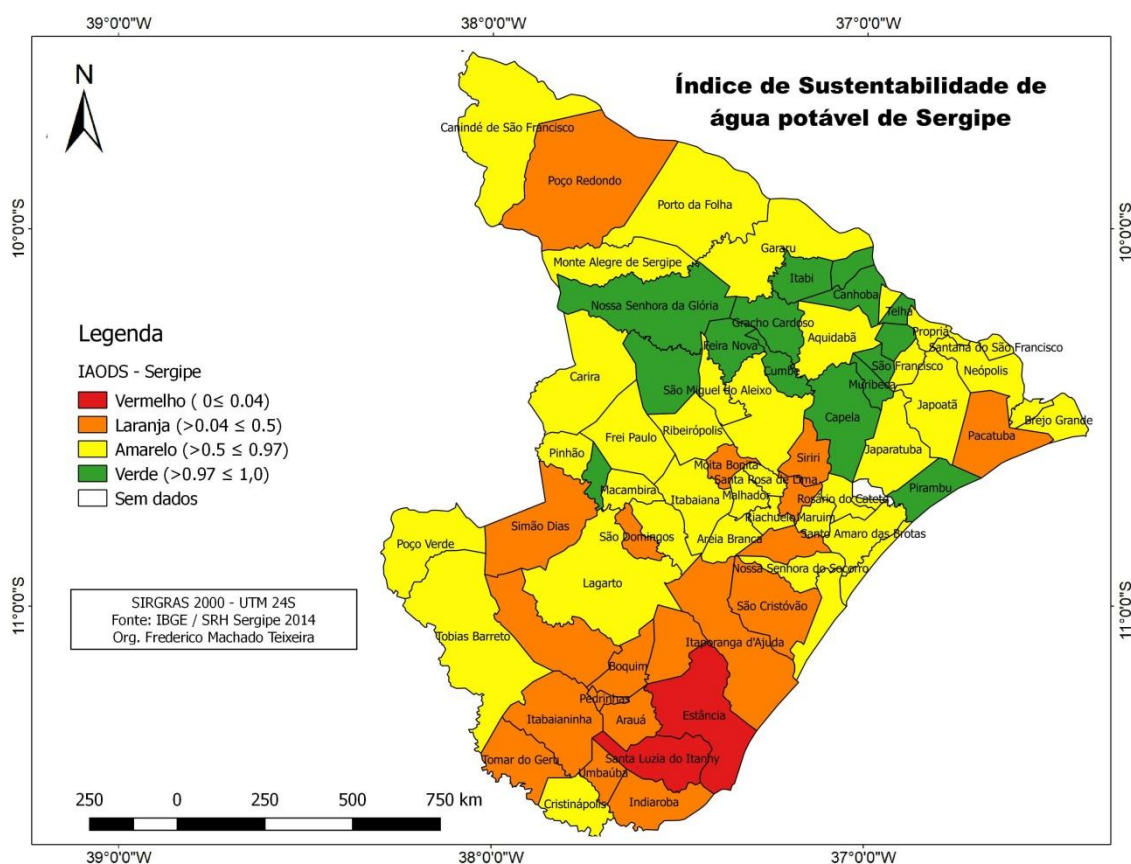 39°0'0"W
38°0'0"W
37°0'0"W
N
Índice de Sustentabilidade de
água potável de Sergipe
10°0'0"S
10°0'0"S
Canindé de São Francisco
Poço Redondo
Porto da Folha
Gararu
Monte Alegre de Sergipe
Itabi
Canhoba
Nossa Senhora da Glória
Telha
Gracho Cardoso
Propriá
Feira Nova
Aquidabã
Santana do São Francisco
São Francisco
Neópolis
Cumbe
Carira
Muribeca
São Miguel do Aleixo
Japoatã
Brejo Grande
Capela
Ribeirópolis
Frei Paulo
Pacatuba
Japaratuba
Pinhão
Siriri
Moita Bonita
Santa Rosa de Lima
Pirambu
Macambira
Itabaiana
Malhador
Rosário do Catete
Riachuelo
Maruim
Simão Dias
São Domingos
Areia Branca
Santo Amaro das Brotas
Poço Verde
Nossa Senhora do Socorro
Lagarto
São Cristóvão
Tobias Barreto
Itaporanga d'Ajuda
Boquim
Pedrinhas
Estância
Itabaianinha
Arauá
Santa Luzia do Itanhy
Tomar do Geru
Umbaúba
Cristinápolis
Indiaroba
Legenda
IAODS - Sergipe
Vermelho ( 0≤ 0.04)
Laranja (>0.04 ≤ 0.5)
Amarelo (>0.5 ≤ 0.97)
Verde (>0.97 ≤ 1,0)
Sem dados
11°0'0"S
11°0'0"S
SIRGRAS 2000 - UTM 24S
Fonte: IBGE / SRH Sergipe 2014
Org. Frederico Machado Teixeira
250 0 250 500 750 km
39°0'0"W
38°0'0"W
37°0'0"W